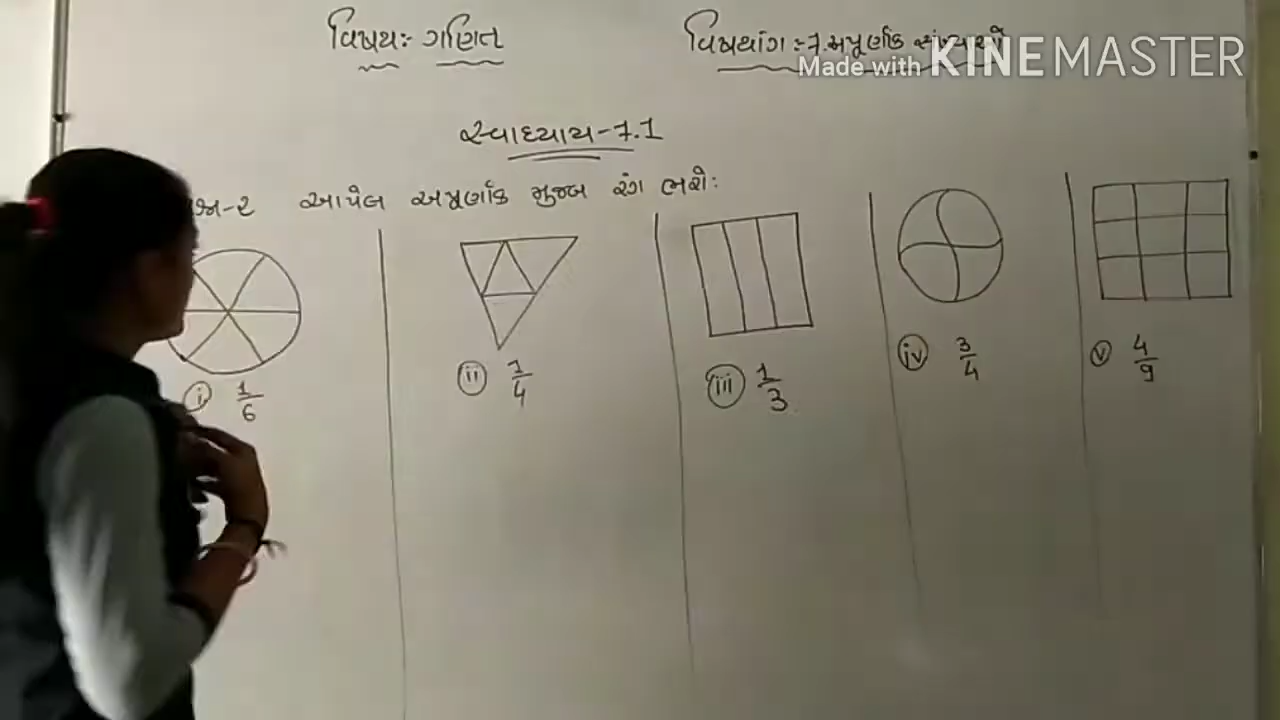 વિષય: ગણિત
વિષયાંગ :- 7. અપૂર્ણાંક સંખ્યાઓ
Made with KINEMASTER
સ્વાધ્યાય - 7.1
આપેલ અપૂર્ણાંક મુજબ રંગ ભરો:
i 1/6
ii 1/4
iii 1/3
iv 3/4
v 4/9